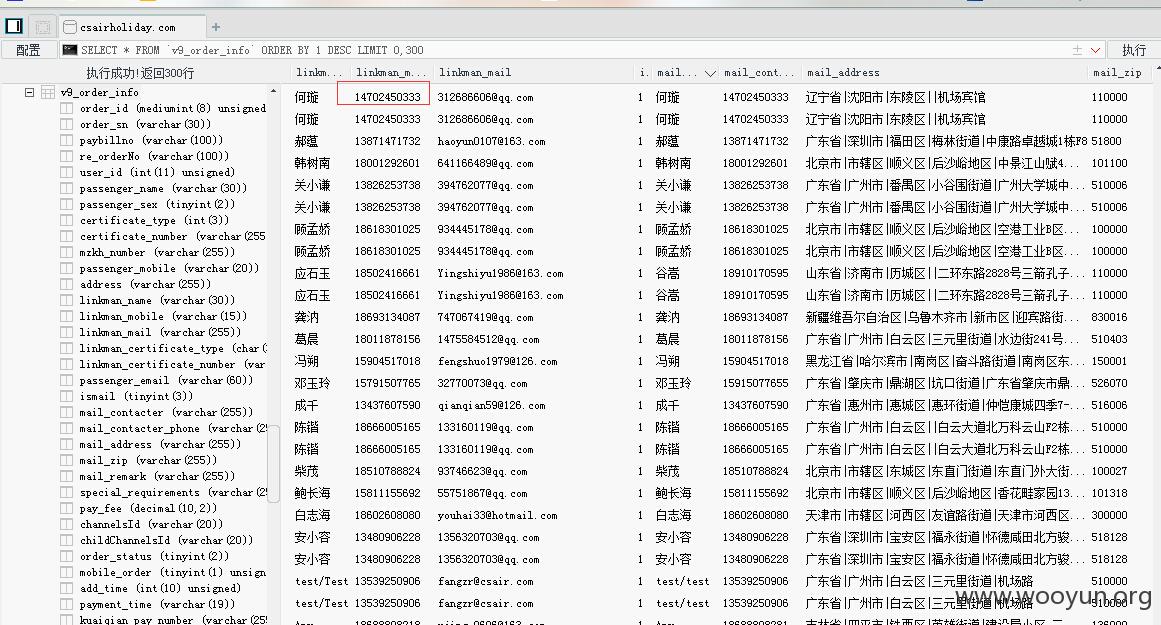 csairholiday.com
配置 SELECT * FROM `v9_order_info` ORDER BY 1 DESC LIMIT 0,300 执行
执行成功!返回300行 linkm... linkman_m... linkman_mail i. mail... mail_cont... mail_address mail_zip
v9_order_info 何璇 14702450333 312686606@qq.com 1 何璇 14702450333 辽宁省|沈阳市|东陵区||机场宾馆 110000
order_id (mediumint(8) unsigned
order_sn (varchar(30)) 何璇 14702450333 312686606@qq.com 1 何璇 14702450333 辽宁省|沈阳市|东陵区||机场宾馆 110000
paybillno (varchar(100)) 郝蕴 13871471732 haoyun0107@163.com 1 郝蕴 13871471732 广东省|深圳市|福田区|梅林街道|中康路卓越城1栋F8 51800
re_orderNo (varchar(100)) 韩树南 18001292601 641166489@qq.com 1 韩树南 18001292601 北京市|市辖区|顺义区|后沙峪地区|中景江山赋4... 101100
user_id (int(11) unsigned)
passenger_name (varchar(30)) 关小谦 13826253738 394762077@qq.com 1 关小谦 13826253738 广东省|广州市|番禺区|小谷围街道|广州大学城中... 510006
passenger_sex (tinyint(2)) 关小谦 13826253738 394762077@qq.com 1 关小谦 13826253738 广东省|广州市|番禺区|小谷围街道|广州大学城中... 510006
certificate_type (int(3)) 顾孟娇 18618301025 934445178@qq.com 1 顾孟娇 18618301025 北京市|市辖区|顺义区|后沙峪地区|空港工业B区... 100000
certificate_number (varchar(255
mzkh_number (varchar(255)) 顾孟娇 18618301025 934445178@qq.com 1 顾孟娇 18618301025 北京市|市辖区|顺义区|后沙峪地区|空港工业B区... 100000
passenger_mobile (varchar(20)) 应石玉 18502416661 Yingshiyu1986@163.com 1 谷嵩 18910170595 山东省|济南市|历城区||二环东路2828号三箭孔子... 110000
address (varchar(255)) 应石玉 18502416661 Yingshiyu1986@163.com 1 谷嵩 18910170595 山东省|济南市|历城区||二环东路2828号三箭孔子... 110000
linkman_name (varchar(30))
linkman_mobile (varchar(15)) 龚汭 18693134087 747067419@qq.com 1 龚汭 18693134087 新疆维吾尔自治区|乌鲁木齐市|新市区|迎宾路街... 830016
linkman_mail (varchar(255)) 葛晨 18011878156 1475584512@qq.com 1 葛晨 18011878156 广东省|广州市|白云区|三元里街道|水边街241号... 510403
linkman_certificate_type (char(
linkman_certificate_number (var 冯朔 15904517018 fengshuo1979@126.com 1 冯朔 15904517018 黑龙江省|哈尔滨市|南岗区|奋斗路街道|南岗区东... 150001
passenger_email (varchar(60)) 邓玉玲 15791507765 32770073@qq.com 1 邓玉玲 15915077655 广东省|肇庆市|鼎湖区|坑口街道|广东省肇庆市鼎... 526070
ismail (tinyint(3))
mail_contacter (varchar(255)) 成千 13437607590 qianqian59@126.com 1 成千 13437607590 广东省|惠州市|惠城区|惠环街道|仲恺康城四季7-... 516006
mail_contacter_phone (varchar(2 陈锴 18666005165 133160119@qq.com 1 陈锴 18666005165 广东省|广州市|白云区||白云大道北万科云山F2栋... 510000
mail_address (varchar(255)) 陈锴 18666005165 133160119@qq.com 1 陈锴 18666005165 广东省|广州市|白云区||白云大道北万科云山F2栋... 510000
mail_zip (varchar(255))
mail_remark (varchar(255)) 柴茂 18510788824 93746623@qq.com 1 柴茂 18510788824 北京市|市辖区|东城区|东直门街道|东直门外大街... 100027
special_requirements (varchar(2 鲍长海 15811155692 55751867@qq.com 1 鲍长海 15811155692 北京市|市辖区|顺义区|后沙峪地区|香花畦家园13... 101318
pay_fee (decimal(10,2)) 白志海 18602608080 youhai33@hotmail.com 1 白志海 18602608080 天津市|市辖区|河西区|友谊路街道|天津市河西区... 300000
channelsId (varchar(20))
childChannelsId (varchar(20)) 安小容 13480906228 1356320703@qq.com 1 安小容 13480906228 广东省|深圳市|宝安区|福永街道|怀德咸田北方骏... 518128
order_status (tinyint(2)) 安小容 13480906228 1356320703@qq.com 1 安小容 13480906228 广东省|深圳市|宝安区|福永街道|怀德咸田北方骏... 518128
mobile_order (tinyint(1) unsign test/Test 13539250906 fangzr@csair.com 1 test/test 13539250906 广东省|广州市|白云区|三元里街道|机场路 510000
add_time (int(10) unsigned)
payment_time (varchar(19)) test/Test 13539250906 fangzr@csair.com 1 test/test 13539250906 广东省|广州市|白云区|三元里街道|机场路 510000
www.wooyun.org
kuaiqian_pay_number (varchar(255